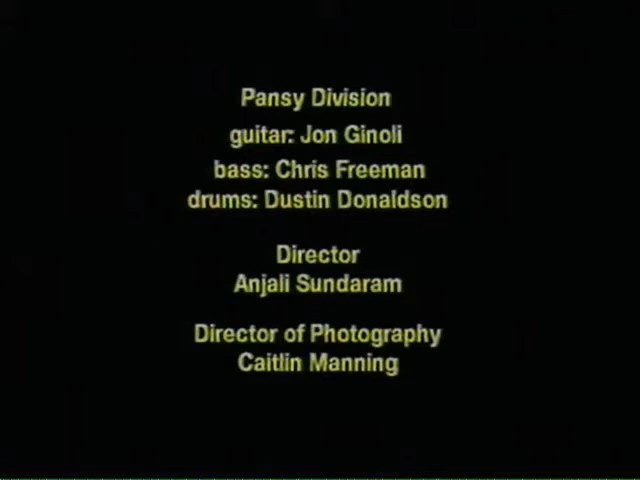 Pansy Division
guitar: Jon Ginoli
bass: Chris Freeman
drums: Dustin Donaldson
Director
Anjali Sundaram
Director of Photography
Caitlin Manning